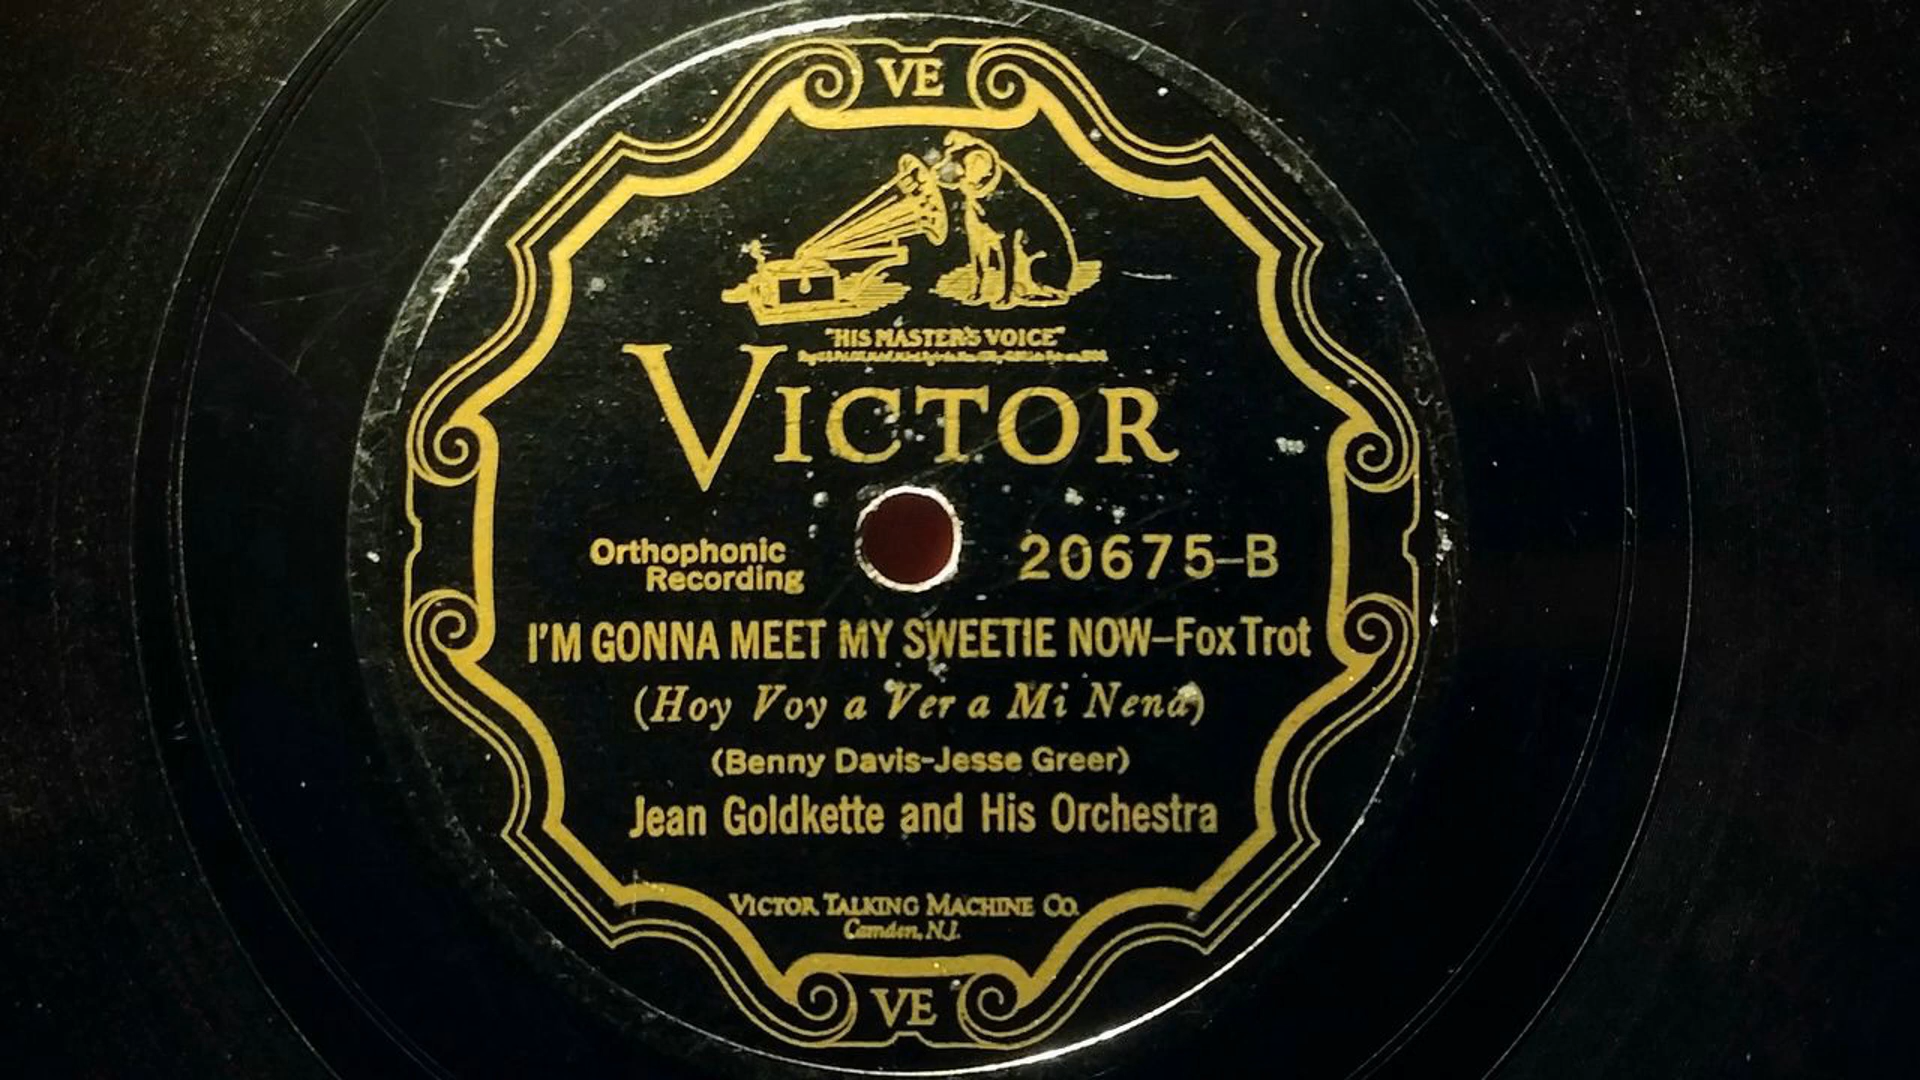 VE
"HIS MASTER'S VOICE"
VICTOR
Orthophonic
Recording
20675-B
I'M GONNA MEET MY SWEETIE NOW–Fox Trot
(Hoy Voy a Ver a Mi Nena)
(Benny Davis-Jesse Greer)
Jean Goldkette and His Orchestra
VICTOR TALKING MACHINE CO.
Camden, N.J.
VE